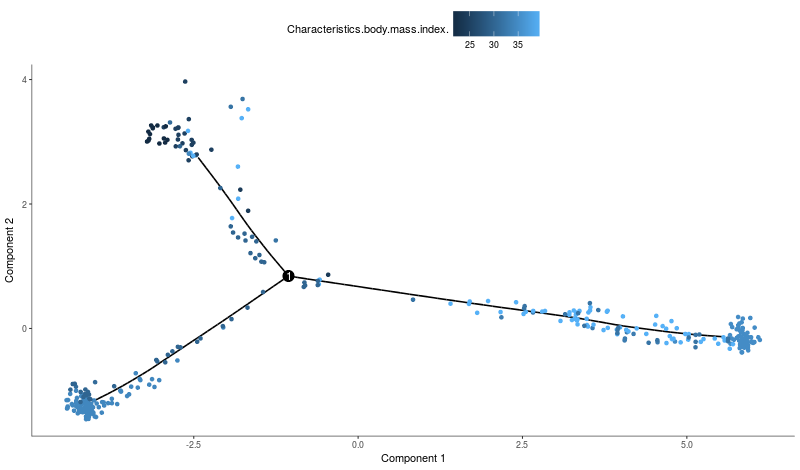 Characteristics.body.mass.index.
25 30 35
4
2
0
Component 2
1
-2.5 0.0 2.5 5.0
Component 1